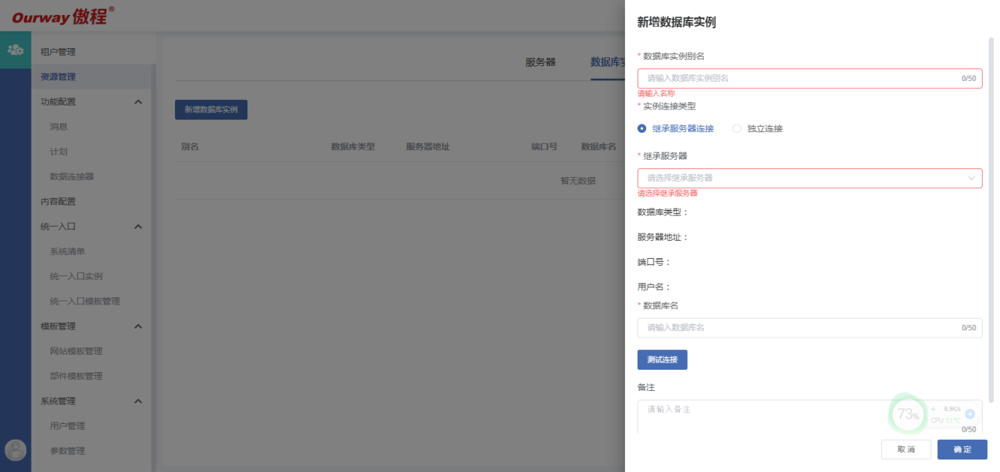 Ourway 傲程®
租户管理
资源管理
功能配置
消息
计划
数据连接器
内容配置
统一入口
系统清单
统一入口实例
统一入口模板管理
模板管理
网站模板管理
部件模板管理
系统管理
用户管理
参数管理
服务器
数据库实
新增数据库实例
别名 数据库类型 服务器地址 端口号 数据库名
暂无数据
新增数据库实例
* 数据库实例别名
请输入数据库实例别名 0/50
请输入名称
* 实例连接类型
继承服务器连接 独立连接
* 继承服务器
请选择继承服务器
请选择继承服务器
数据库类型：
服务器地址：
端口号：
用户名：
* 数据库名
请输入数据库名 0/50
测试连接
备注
请输入备注
73%
↓ 8.9K/s
CPU 51°C
0/50
取 消 确 定